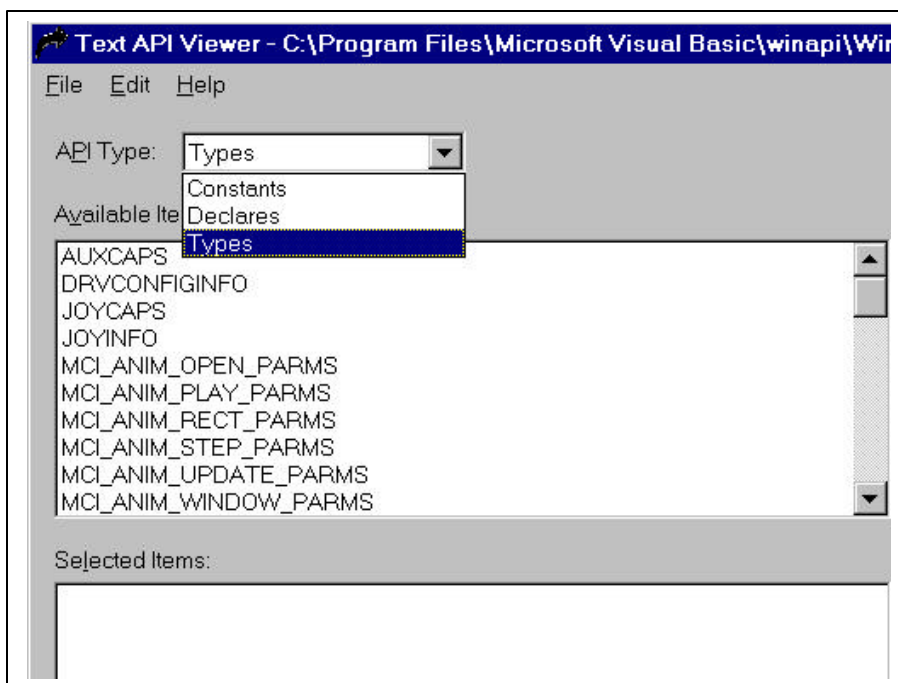 Text API Viewer - C:\Program Files\Microsoft Visual Basic\winapi\Win
File Edit Help
API Type: Types
Constants
Available Ite Declares
Types
AUXCAPS
DRVCONFIGINFO
JOYCAPS
JOYINFO
MCI_ANIM_OPEN_PARMS
MCI_ANIM_PLAY_PARMS
MCI_ANIM_RECT_PARMS
MCI_ANIM_STEP_PARMS
MCI_ANIM_UPDATE_PARMS
MCI_ANIM_WINDOW_PARMS
Selected Items: